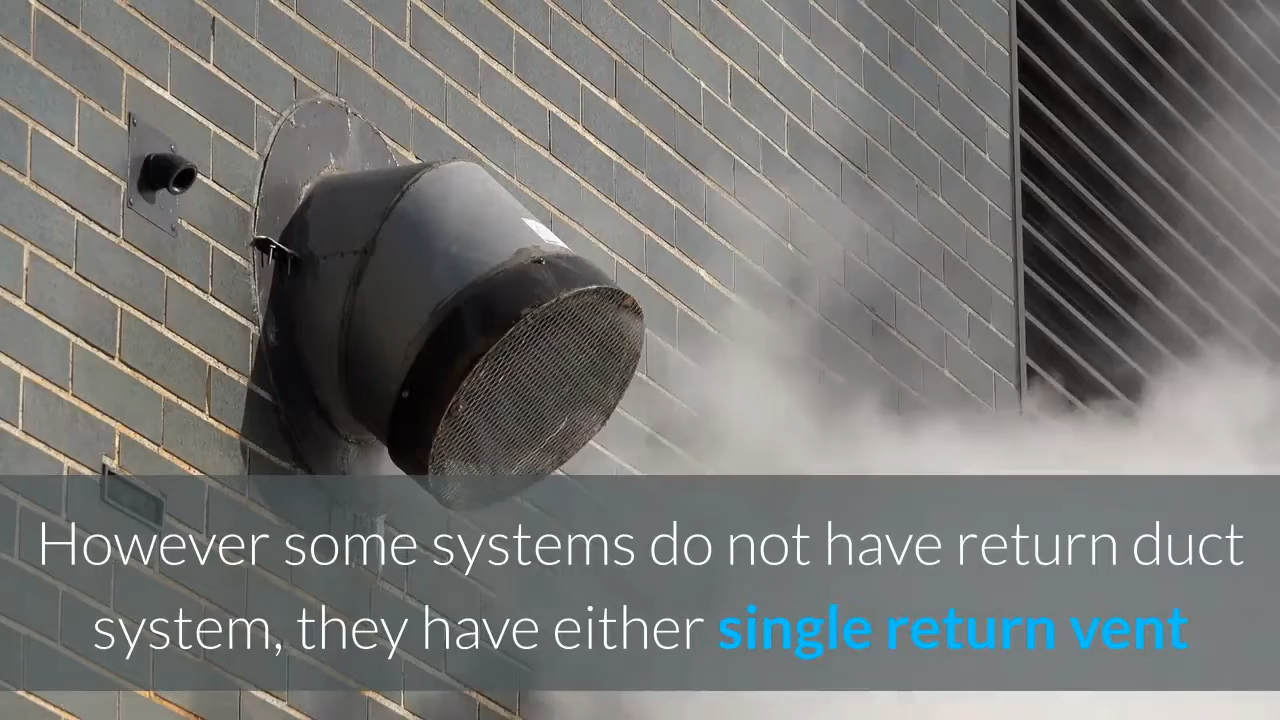 However some systems do not have return duct
system, they have either single return vent